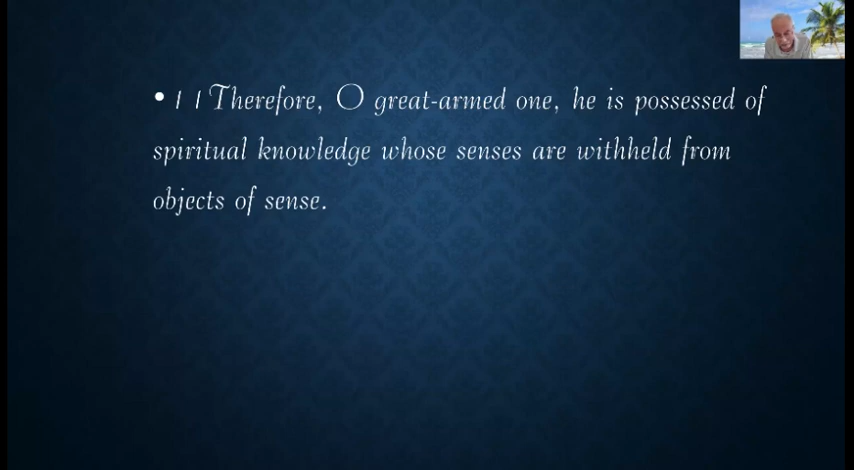 • 11 Therefore, O great-armed one, he is possessed of
spiritual knowledge whose senses are withheld from
objects of sense.